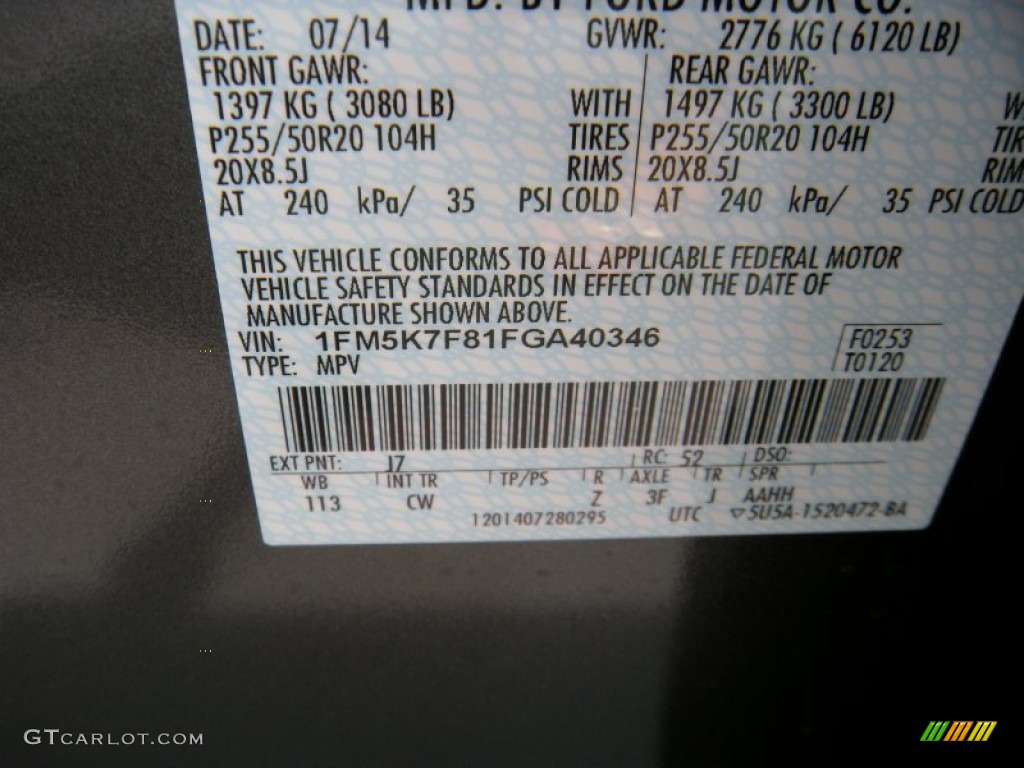 MFD. BY FORD MOTOR CO.
DATE: 07/14 GVWR: 2776 KG ( 6120 LB)
FRONT GAWR: REAR GAWR:
1397 KG ( 3080 LB) WITH 1497 KG ( 3300 LB)
P255/50R20 104H TIRES P255/50R20 104H
20X8.5J RIMS 20X8.5J
AT 240 kPa/ 35 PSI COLD AT 240 kPa/ 35 PSI COLD
THIS VEHICLE CONFORMS TO ALL APPLICABLE FEDERAL MOTOR
VEHICLE SAFETY STANDARDS IN EFFECT ON THE DATE OF
MANUFACTURE SHOWN ABOVE.
VIN: 1FM5K7F81FGA40346 F0253
TYPE: MPV T0120
EXT PNT: J7 RC: 52 DSO:
WB INT TR TP/PS R AXLE TR SPR
113 CW Z 3F J AAHH
1201407280295 UTC ▽5U5A-1520472-BA
GTCARLOT.COM